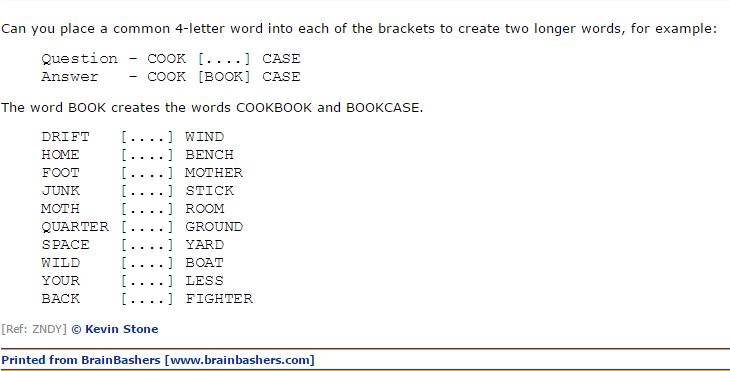 Can you place a common 4-letter word into each of the brackets to create two longer words, for example:
Question - COOK [....] CASE
Answer - COOK [BOOK] CASE
The word BOOK creates the words COOKBOOK and BOOKCASE.
DRIFT [....] WIND
HOME [....] BENCH
FOOT [....] MOTHER
JUNK [....] STICK
MOTH [....] ROOM
QUARTER [....] GROUND
SPACE [....] YARD
WILD [....] BOAT
YOUR [....] LESS
BACK [....] FIGHTER
[Ref: ZNDY] © Kevin Stone
Printed from BrainBashers [www.brainbashers.com]